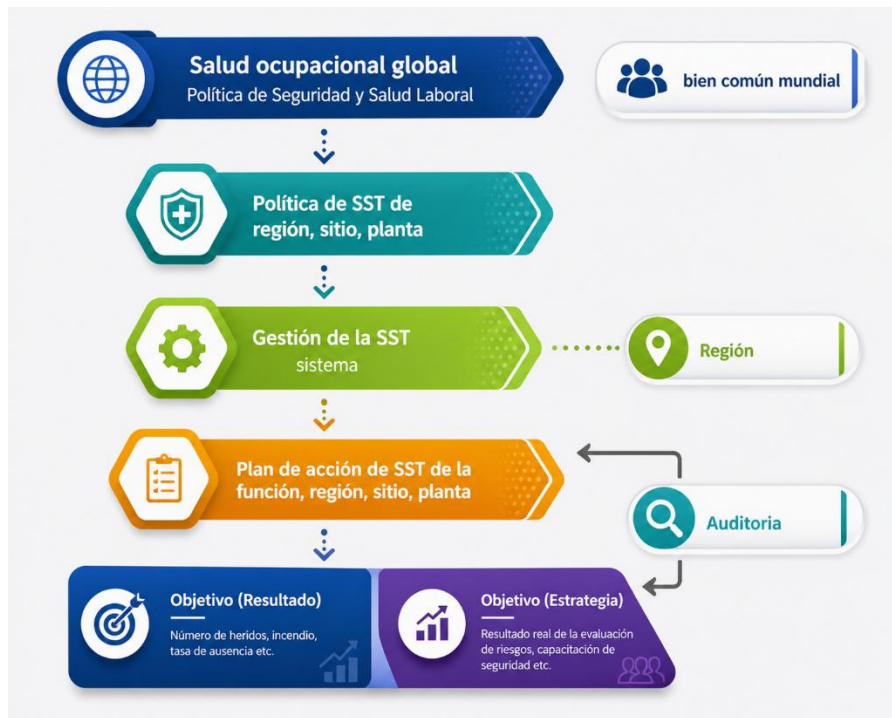 Salud ocupacional global
Política de Seguridad y Salud Laboral
bien común mundial
Política de SST de
región, sitio, planta
Gestión de la SST
sistema
Región
Plan de acción de SST de la
función, región, sitio, planta
Auditoria
Objetivo (Resultado)
Número de heridos, incendio,
tasa de ausencia etc.
Objetivo (Estrategia)
Resultado real de la evaluación
de riesgos, capacitación de
seguridad etc.